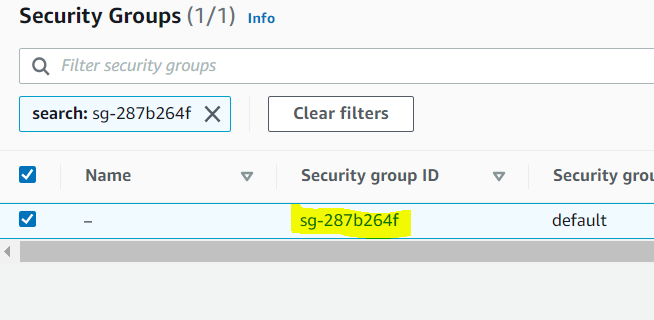 Security Groups (1/1) Info
Filter security groups
search: sg-287b264f Clear filters
Name Security group ID Security grou
– sg-287b264f default